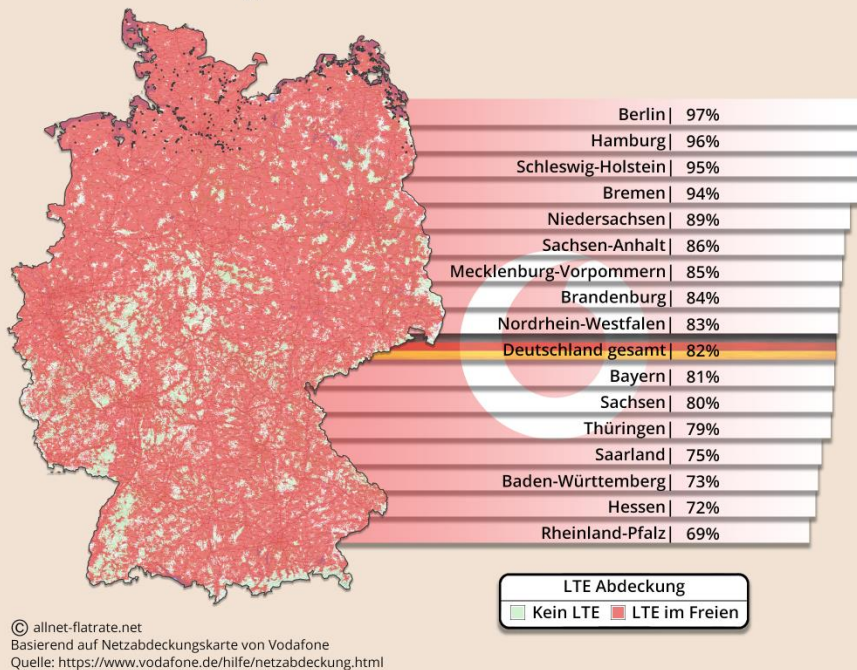 Berlin| 97%
Hamburg| 96%
Schleswig-Holstein| 95%
Bremen| 94%
Niedersachsen| 89%
Sachsen-Anhalt| 86%
Mecklenburg-Vorpommern| 85%
Brandenburg| 84%
Nordrhein-Westfalen| 83%
Deutschland gesamt| 82%
Bayern| 81%
Sachsen| 80%
Thüringen| 79%
Saarland| 75%
Baden-Württemberg| 73%
Hessen| 72%
Rheinland-Pfalz| 69%
LTE Abdeckung
Kein LTE LTE im Freien
© allnet-flatrate.net
Basierend auf Netzabdeckungskarte von Vodafone
Quelle: https://www.vodafone.de/hilfe/netzabdeckung.html